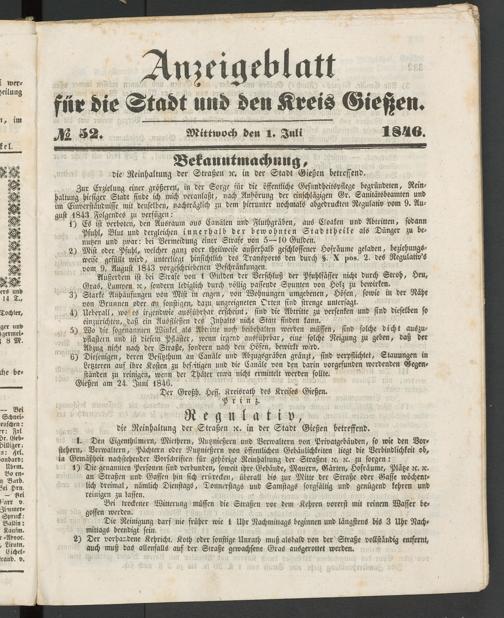 Anzeigeblatt
für die Stadt und den Kreis Gießen.
№ 52. Mittwoch den 1. Juli 1846.
Bekanntmachung,
die Reinhaltung der Straßen ꝛc. in der Stadt Gießen betreffend.
Zur Erzielung einer größeren, in der Sorge für die öffentliche Gesundheitspflege begründeten, Rein-
haltung hiesiger Stadt finde ich mich veranlaßt, nach Anhörung der einschlägigen Gr. Sanitätsbeamten und
im Einverständnisse mit denselben, nachträglich zu dem hierunter nochmals abgedruckten Regulativ vom 9. Au-
gust 1843 Folgendes zu verfügen:
1) Es ist verboten, den Auswurf aus Canälen und Fluthgräben, aus Cloaken und Abtritten, sodann
Pfuhl, Blut und dergleichen innerhalb der bewohnten Stadttheile als Dünger zu be-
nutzen und zwar: bei Vermeidung einer Strafe von 5—10 Gulden.
2) Mist oder Pfuhl, welcher ganz oder theilweise außerhalb geschlossener Hofräume geladen, beziehungs-
weise gefüllt wird, unterliegt hinsichtlich des Transports den durch §. X pos. 2. des Regulativ's
vom 9. August 1843 vorgeschriebenen Beschränkungen.
Außerdem ist bei Strafe von 1 Gulden der Verschluß der Pfuhlfässer nicht durch Stroh, Heu,
Gras, Lumpen ꝛc., sondern lediglich durch völlig passende Spunten von Holz zu bewirken.
3) Starke Anhäufungen von Mist in engen, von Wohnungen umgebenen, Höfen, sowie in der Nähe
von Brunnen oder an sonstigen, dazu ungeeigneten Orten sind strenge untersagt.
4) Ueberall, wo es irgendwie ausführbar erscheint, sind die Abtritte zu versenken und sind dieselben so
einzurichten, daß ein Ausfließen des Inhalts nicht Statt finden kann.
5) Wo die sogenannten Winkel als Abtritte noch beibehalten werden müssen, sind solche dicht auszu-
pflastern und ist diesem Pflaster, wenn irgend ausführbar, eine solche Neigung zu geben, daß der
Abzug nicht nach der Straße, sondern nach den Höfen, bewirkt wird.
6) Diejenigen, deren Besitzthum an Canäle und Abzugsgräben gränzt, sind verpflichtet, Stauungen in
Letzteren auf ihre Kosten zu beseitigen und die Canäle von den darin vorgefunden werdenden Gegen-
ständen zu reinigen, wenn der Thäter nicht ermittelt werden sollte.
Gießen am 24. Juni 1846.
Der Großh. Hess. Kreisrath des Kreises Gießen.
Prinz.
Regulativ,
die Reinhaltung der Straßen ꝛc. in der Stadt Gießen betreffend.
I. Den Eigenthümern, Miethern, Nutznießern und Verwaltern von Privatgebäuden, so wie den Vor-
stehern, Verwaltern, Pächtern oder Nutznießern von öffentlichen Gebäulichkeiten liegt die Verbindlichkeit ob,
in Gemäßheit nachstehender Vorschriften für gehörige Reinhaltung der Straßen ꝛc. zu sorgen:
1) Die genannten Personen sind verbunden, soweit ihre Gebäude, Mauern, Gärten, Hofräume, Plätze ꝛc.
an Straßen und Gassen hin sich erstrecken, überall bis zur Mitte der Straße oder Gasse wöchent-
lich dreimal, nämlich Dienstags, Donnerstags und Samstags sorgfältig und genügend kehren und
reinigen zu lassen.
Bei trockener Witterung müssen die Straßen vor dem Kehren vorerst mit reinem Wasser be-
gossen werden.
Die Reinigung darf nie früher wie 1 Uhr Nachmittags beginnen und längstens bis 3 Uhr Nach-
mittags beendigt seyn.
2) Der vorhandene Kehricht, Koth oder sonstige Unrath muß alsbald von der Straße vollständig entfernt,
auch muß das allenfalls auf der Straße gewachsene Gras ausgerottet werden.